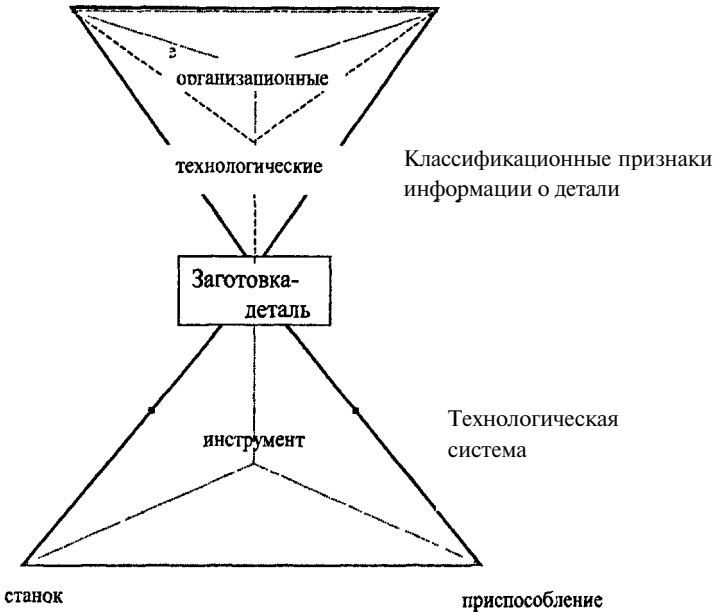 организационные
технологические
Классификационные признаки
информации о детали
Заготовка-
деталь
Технологическая
система
инструмент
станок
приспособление